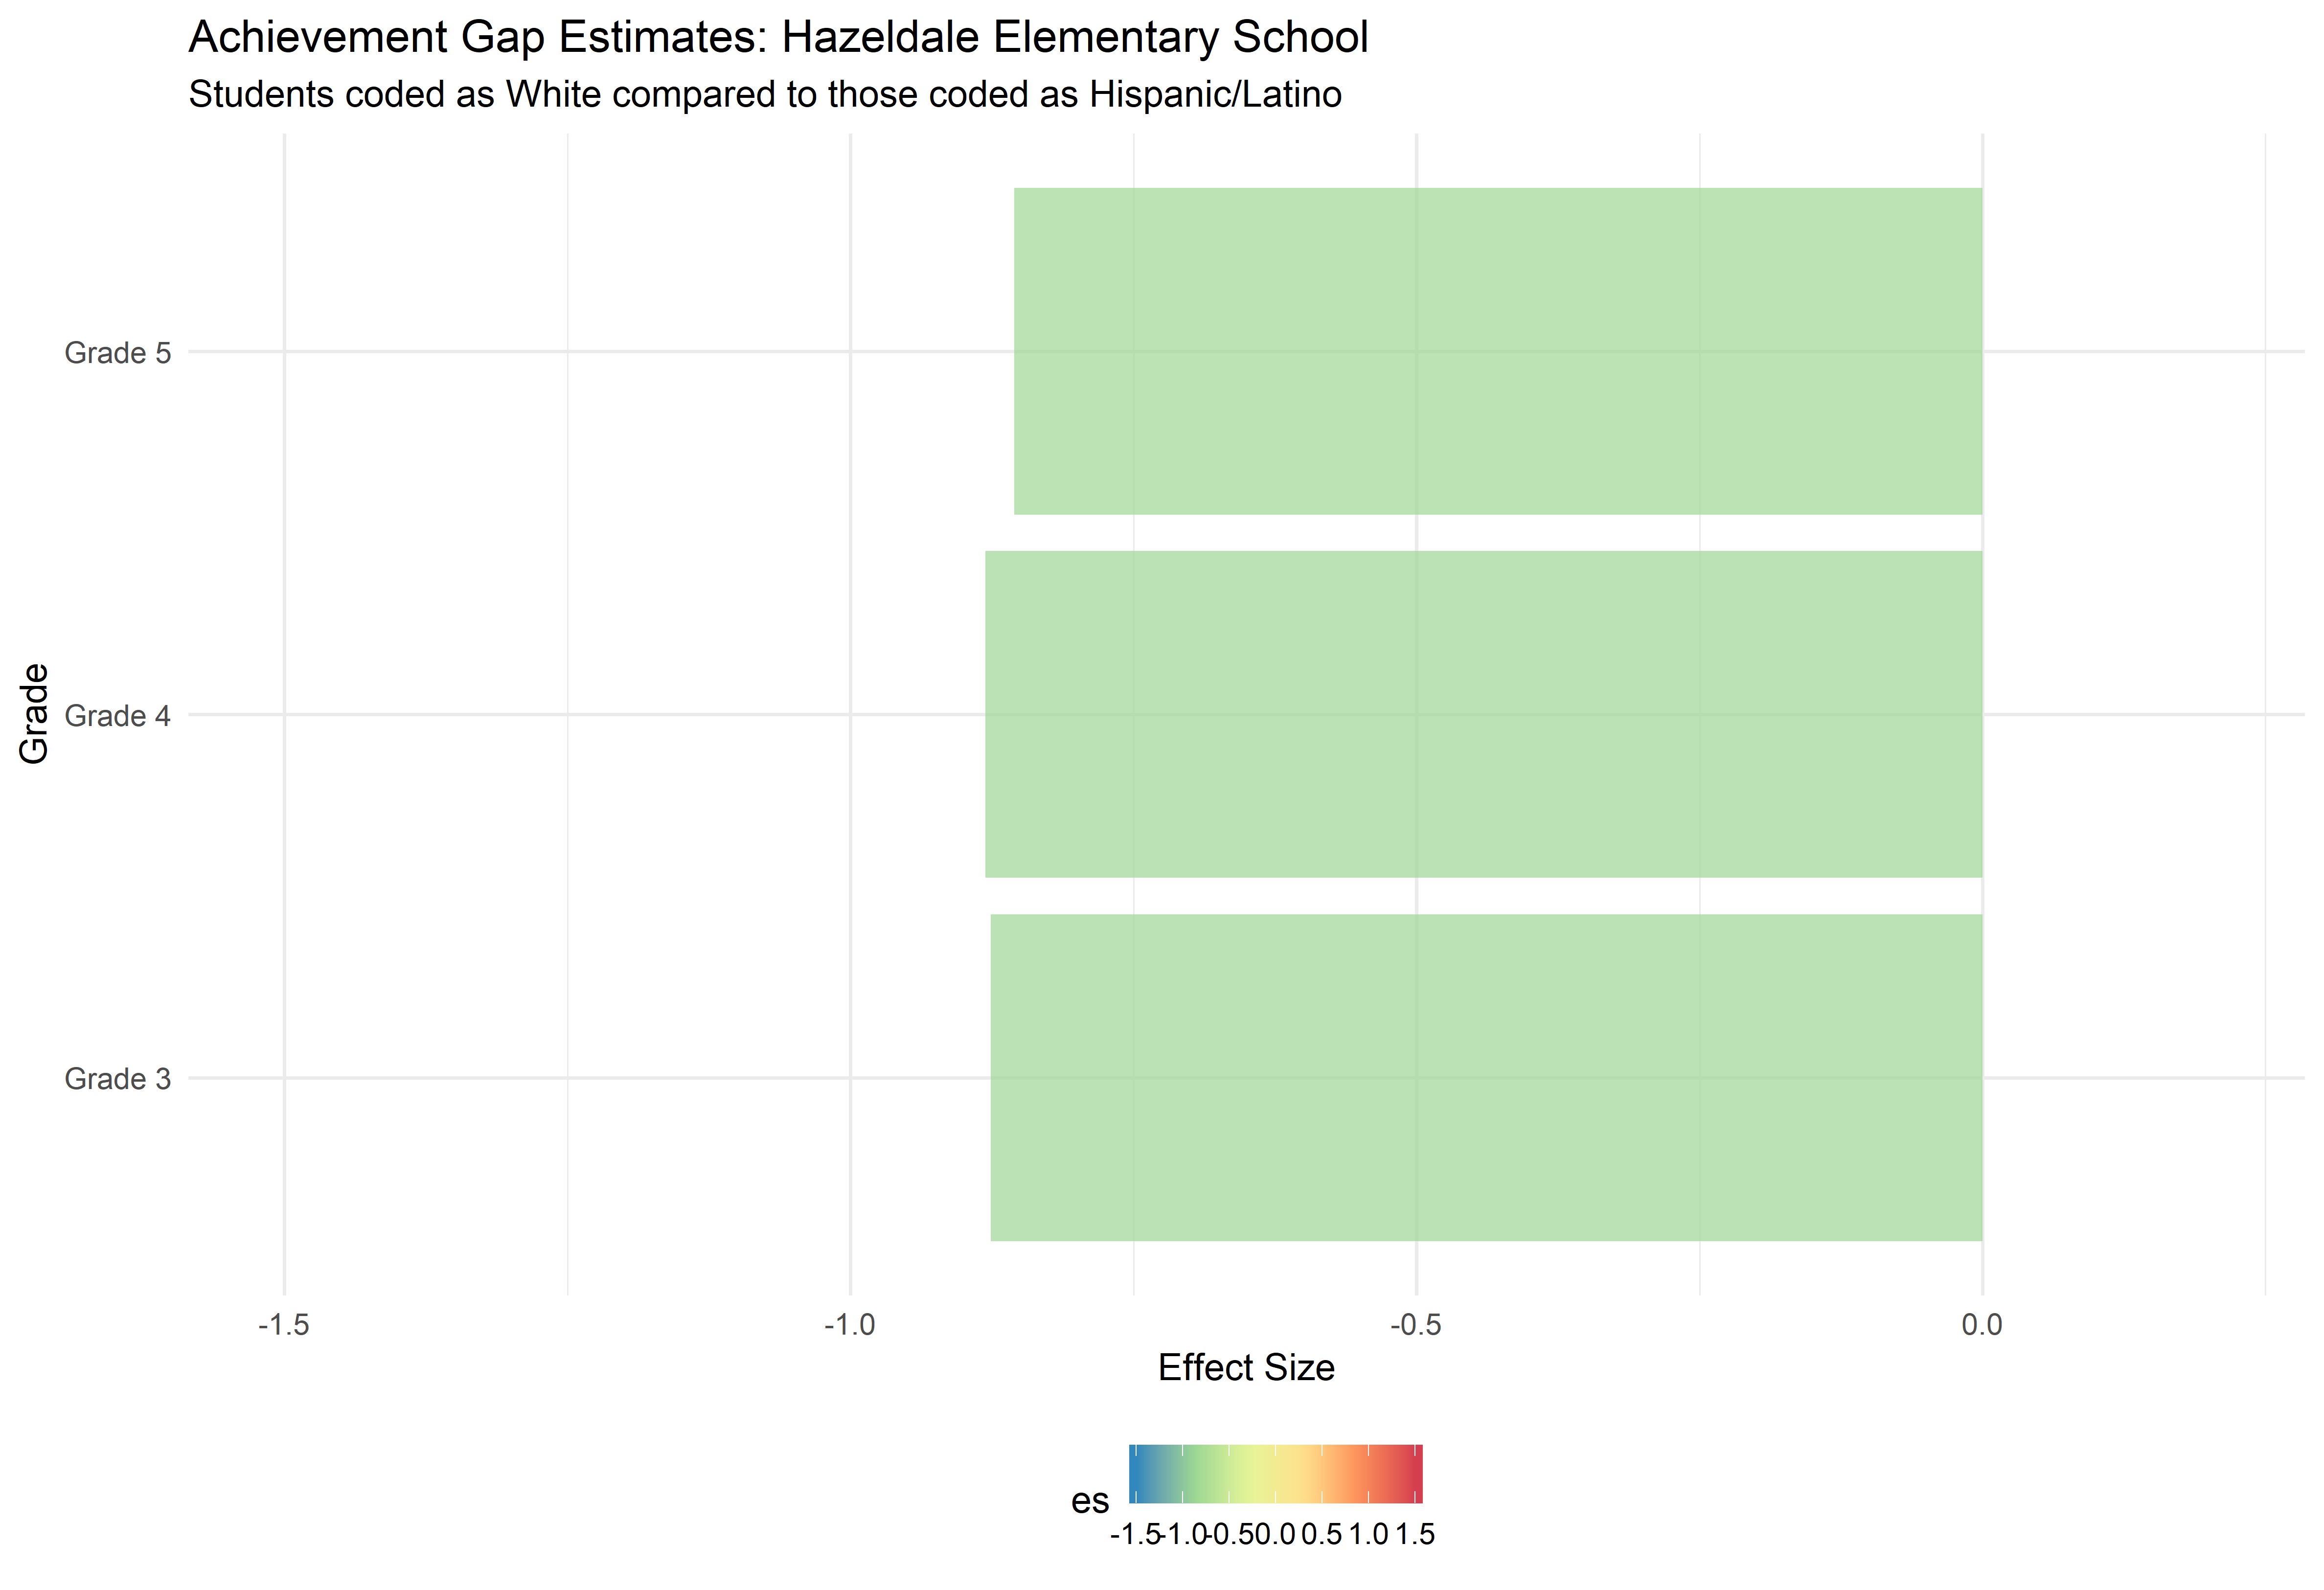 Achievement Gap Estimates: Hazeldale Elementary School
Students coded as White compared to those coded as Hispanic/Latino
Grade 5
Grade 4
Grade 3
Grade
-1.5 -1.0 -0.5 0.0
Effect Size
es
-1.5 -1.0 -0.5 0.0 0.5 1.0 1.5